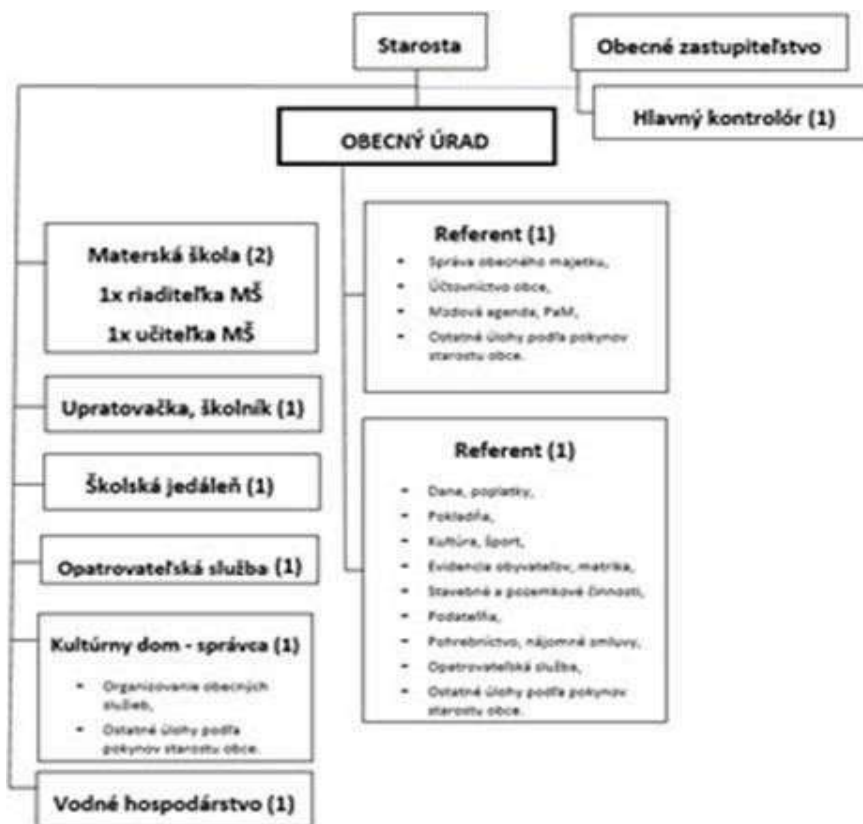 Starosta
Obecné zastupiteľstvo
Hlavný kontrolór (1)
OBECNÝ ÚRAD
Materská škola (2)
1x riaditeľka MŠ
1x učiteľka MŠ
Upratovačka, školník (1)
Školská jedáleň (1)
Opatrovateľská služba (1)
Kultúrny dom - správca (1)
- Organizovanie obecných
služieb,
- Ostatné úlohy podľa
pokynov starostu obce.
Vodné hospodárstvo (1)
Referent (1)
- Správa obecného majetku,
- Účtovníctvo obce,
- Mzdová agenda, PaM,
- Ostatné úlohy podľa pokynov
starostu obce.
Referent (1)
- Dane, poplatky,
- Pokladňa,
- Kultúra, šport,
- Evidencia obyvateľov, matrika,
- Stavebné a pozemkové činnosti,
- Podateľňa,
- Pohrebníctvo, nájomné zmluvy,
- Opatrovateľská služba,
- Ostatné úlohy podľa pokynov
starostu obce.